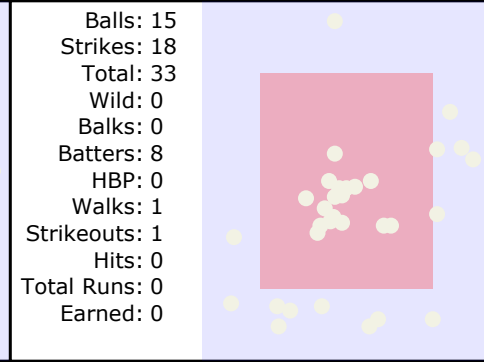 Balls: 15
Strikes: 18
Total: 33
Wild: 0
Balks: 0
Batters: 8
HBP: 0
Walks: 1
Strikeouts: 1
Hits: 0
Total Runs: 0
Earned: 0